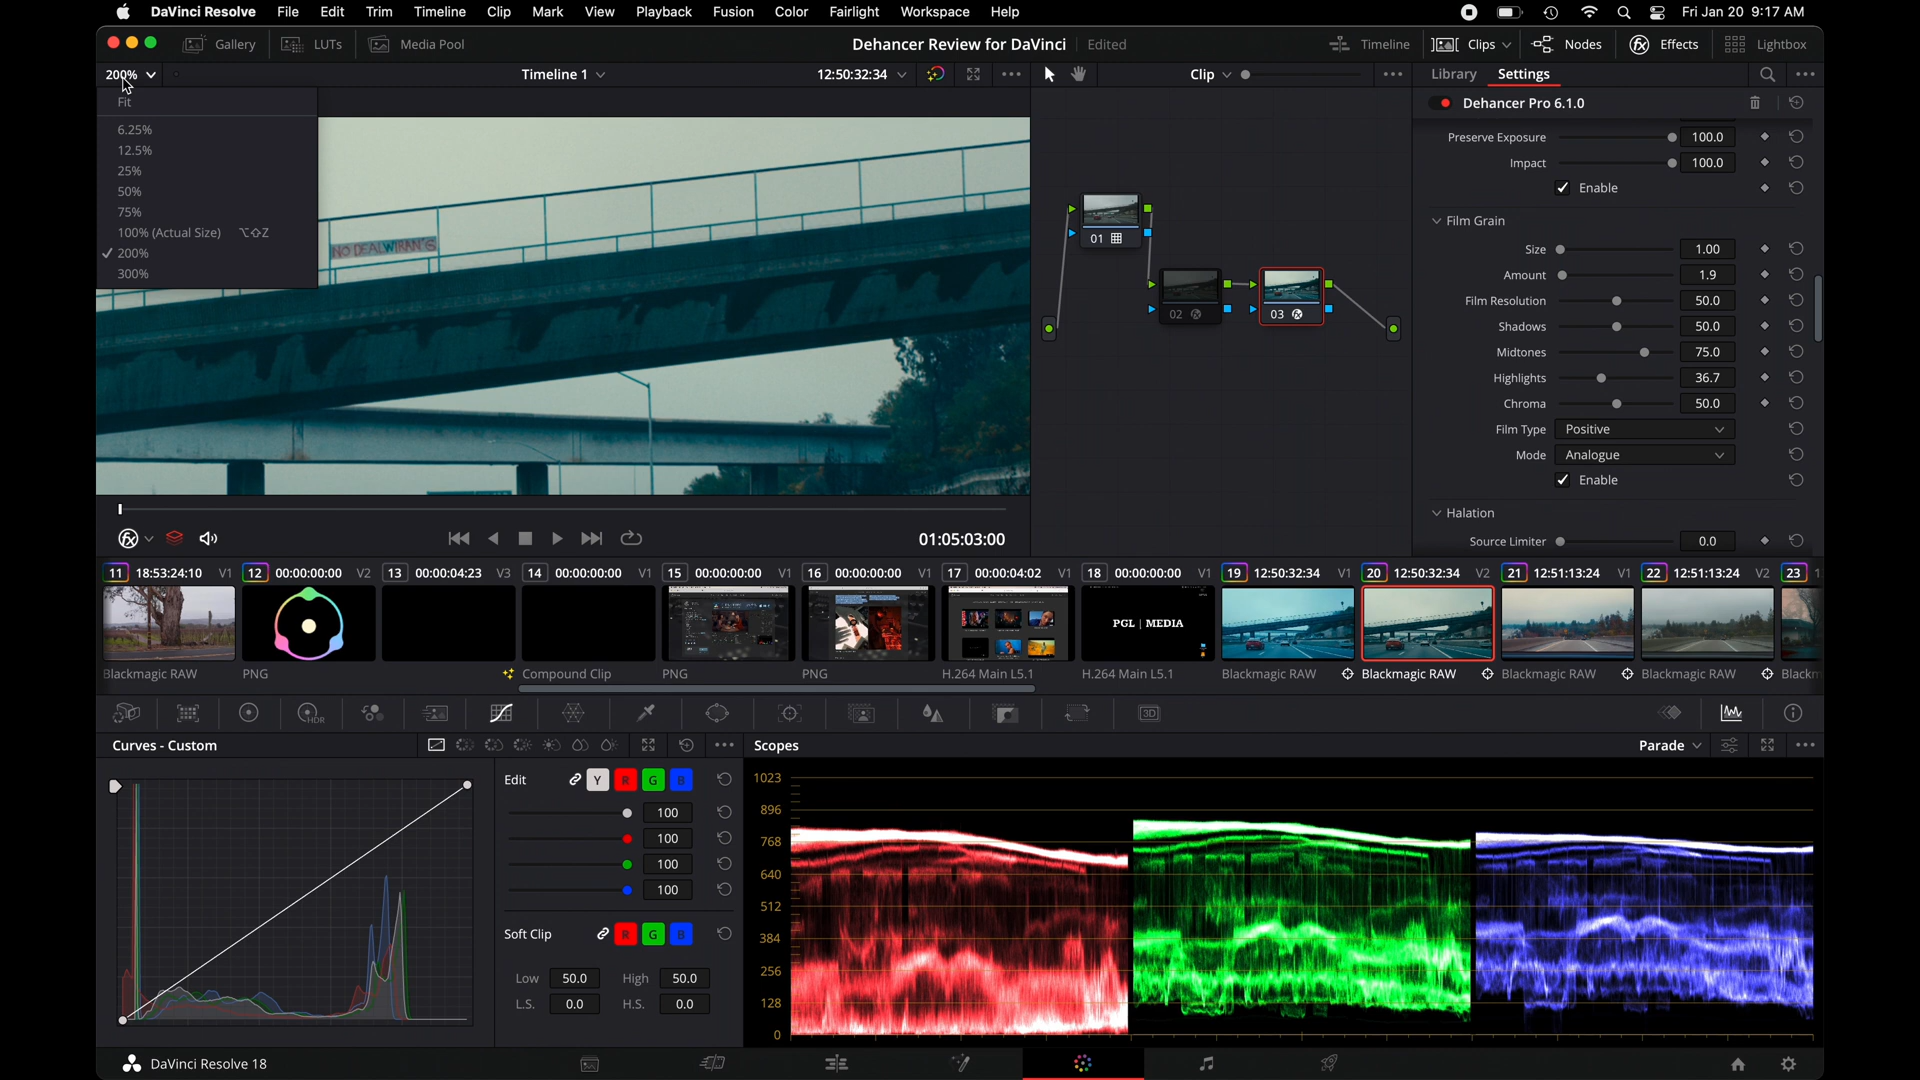 DaVinci Resolve File Edit Trim Timeline Clip Mark View Playback Fusion Color Fairlight Workspace Help Fri Jan 20 9:17 AM
Gallery LUTs Media Pool Dehancer Review for DaVinci Edited Timeline Clips Nodes Effects Lightbox
200% Timeline 1 12:50:32:34 Clip Library Settings
Fit
6.25%
12.5%
25%
50%
75%
100% (Actual Size) ⌥⇧Z
✓ 200%
300%
NO DEAL W IRAN'S
01
02
03
Dehancer Pro 6.1.0
Preserve Exposure 100.0
Impact 100.0
Enable
Film Grain
Size 1.00
Amount 1.9
Film Resolution 50.0
Shadows 50.0
Midtones 75.0
Highlights 36.7
Chroma 50.0
Film Type Positive
Mode Analogue
Enable
Halation
Source Limiter 0.0
01:05:03:00
11 18:53:24:10 V1 12 00:00:00:00 V2 13 00:00:04:23 V3 14 00:00:00:00 V1 15 00:00:00:00 V1 16 00:00:00:00 V1 17 00:00:04:02 V1 18 00:00:00:00 V1 19 12:50:32:34 V1 20 12:50:32:34 V2 21 12:51:13:24 V1 22 12:51:13:24 V2 23 1
PGL | MEDIA
Blackmagic RAW PNG Compound Clip PNG PNG H.264 Main L5.1 H.264 Main L5.1 Blackmagic RAW Blackmagic RAW Blackmagic RAW Blackmagic RAW Blackm
HDR 3D
Curves - Custom
Edit Y R G B
100
100
100
100
Soft Clip R G B
Low 50.0 High 50.0
L.S. 0.0 H.S. 0.0
Scopes Parade
1023
896
768
640
512
384
256
128
0
DaVinci Resolve 18